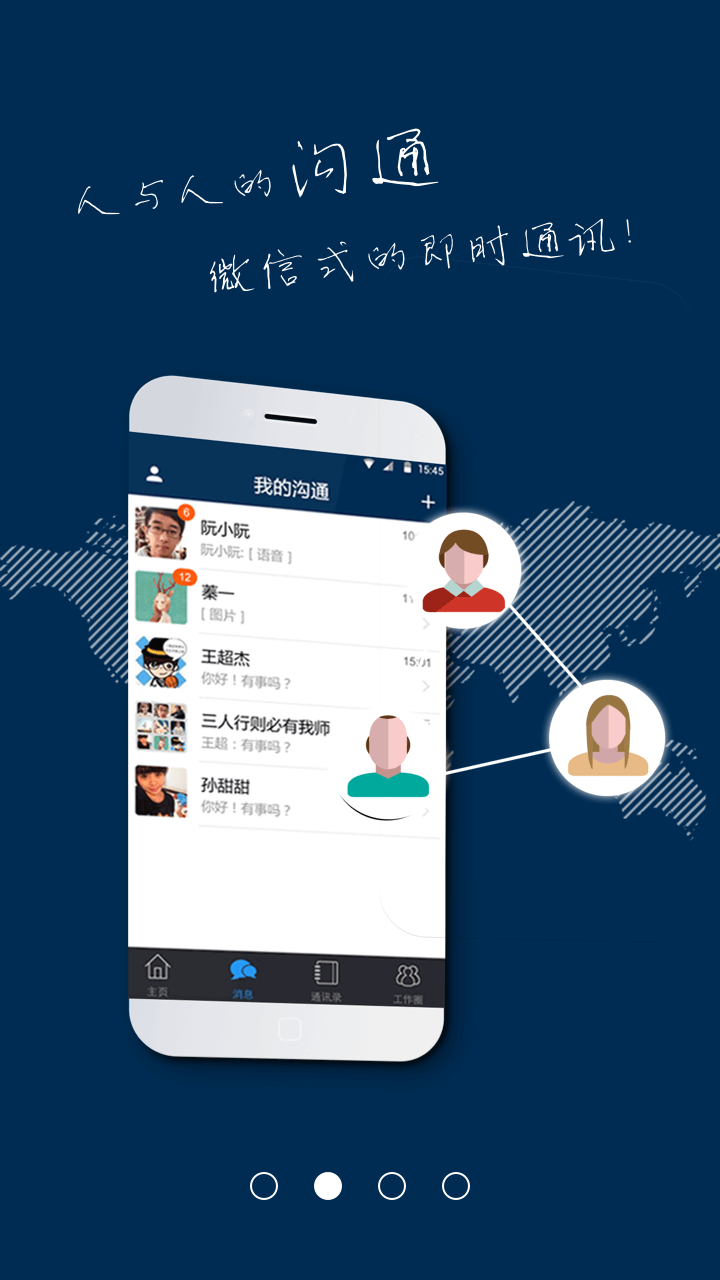 人与人的沟通
微信式的即时通讯!
15:45
我的沟通
6
阮小阮
10
阮小阮: [ 语音 ]
12
蓁一
[ 图片 ]
王超杰
15:01
你好！有事吗？
三人行则必有我师
王超：有事吗？
孙甜甜
你好！有事吗？
主页
消息
通讯录
工作圈